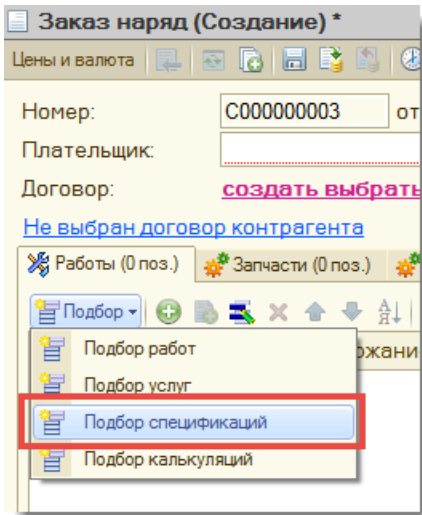 Заказ наряд (Создание) *
Цены и валюта
Номер: С000000003 от
Плательщик:
Договор: создать выбрать
Не выбран договор контрагента
Работы (0 поз.) Запчасти (0 поз.)
Подбор
Подбор работ
Подбор услуг
Подбор спецификаций
Подбор калькуляций